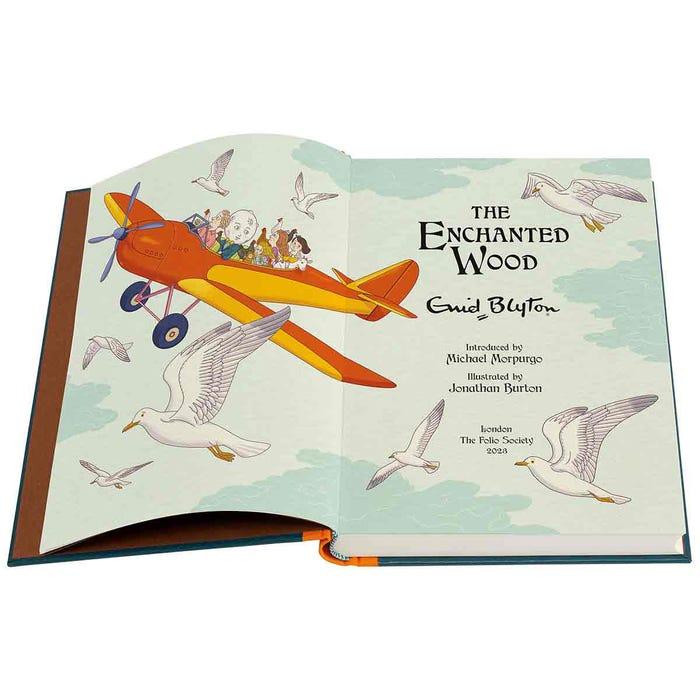 THE
ENCHANTED
WOOD
Enid Blyton
Introduced by
Michael Morpurgo
Illustrated by
Jonathan Burton
London
The Folio Society
2023